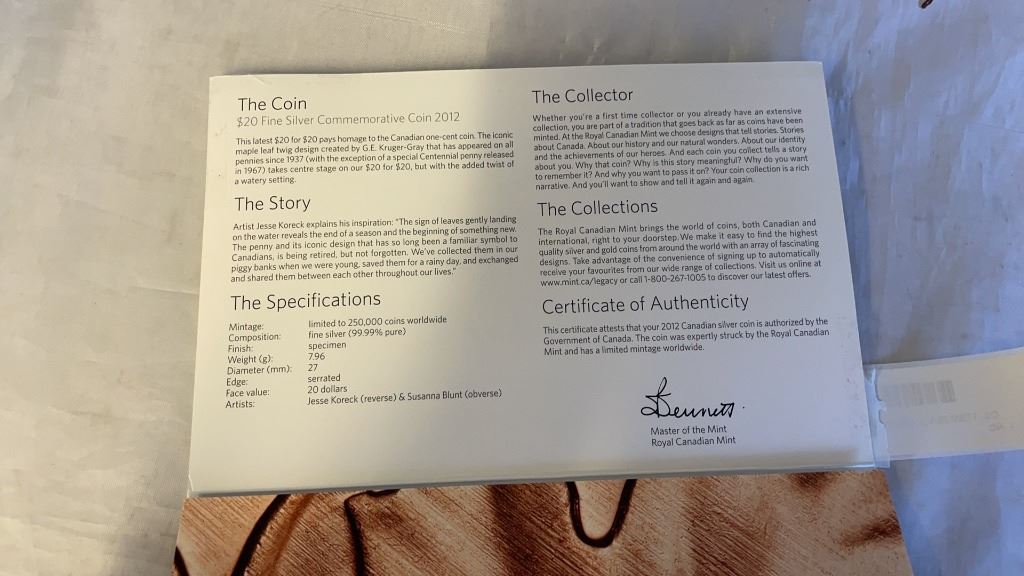 The Coin
$20 Fine Silver Commemorative Coin 2012
This latest $20 for $20 pays homage to the Canadian one-cent coin. The iconic
maple leaf twig design created by G.E. Kruger-Gray that has appeared on all
pennies since 1937 (with the exception of a special Centennial penny released
in 1967) takes centre stage on our $20 for $20, but with the added twist of
a watery setting.
The Story
Artist Jesse Koreck explains his inspiration: "The sign of leaves gently landing
on the water reveals the end of a season and the beginning of something new.
The penny and its iconic design that has so long been a familiar symbol to
Canadians, is being retired, but not forgotten. We've collected them in our
piggy banks when we were young, saved them for a rainy day, and exchanged
and shared them between each other throughout our lives."
The Specifications
Mintage: limited to 250,000 coins worldwide
Composition: fine silver (99.99% pure)
Finish: specimen
Weight (g): 7.96
Diameter (mm): 27
Edge: serrated
Face value: 20 dollars
Artists: Jesse Koreck (reverse) & Susanna Blunt (obverse)
The Collector
Whether you're a first time collector or you already have an extensive
collection, you are part of a tradition that goes back as far as coins have been
minted. At the Royal Canadian Mint we choose designs that tell stories. Stories
about Canada. About our history and our natural wonders. About our identity
and the achievements of our heroes. And each coin you collect tells a story
about you. Why that coin? Why is this story meaningful? Why do you want
to remember it? And why you want to pass it on? Your coin collection is a rich
narrative. And you'll want to show and tell it again and again.
The Collections
The Royal Canadian Mint brings the world of coins, both Canadian and
international, right to your doorstep. We make it easy to find the highest
quality silver and gold coins from around the world with an array of fascinating
designs. Take advantage of the convenience of signing up to automatically
receive your favourites from our wide range of collections. Visit us online at
www.mint.ca/legacy or call 1-800-267-1005 to discover our latest offers.
Certificate of Authenticity
This certificate attests that your 2012 Canadian silver coin is authorized by the
Government of Canada. The coin was expertly struck by the Royal Canadian
Mint and has a limited mintage worldwide.
Bennett
Master of the Mint
Royal Canadian Mint